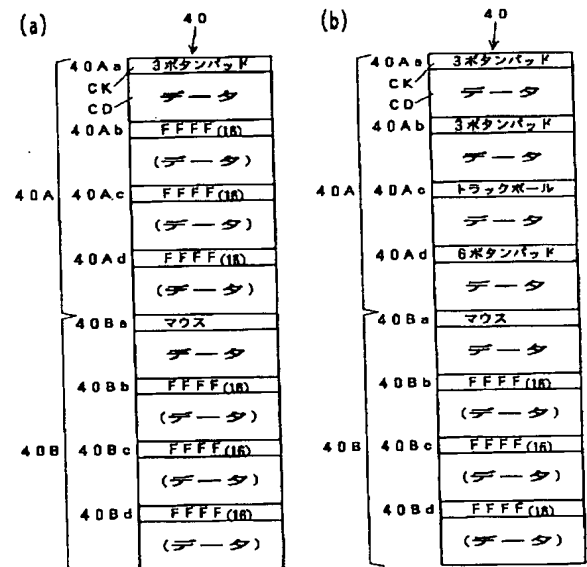 (a)
40
40Aa 3ボタンパッド
CK
CD データ
40Ab FFFF(16)
(データ)
40A 40Ac FFFF(16)
(データ)
40Ad FFFF(16)
(データ)
40Ba マウス
データ
40Bb FFFF(16)
(データ)
40B 40Bc FFFF(16)
(データ)
40Bd FFFF(16)
(データ)
(b)
40
40Aa 3ボタンパッド
CK
CD データ
40Ab 3ボタンパッド
データ
40A 40Ac トラックボール
データ
40Ad 6ボタンパッド
データ
40Ba マウス
データ
40Bb FFFF(16)
(データ)
40B 40Bc FFFF(16)
(データ)
40Bd FFFF(16)
(データ)